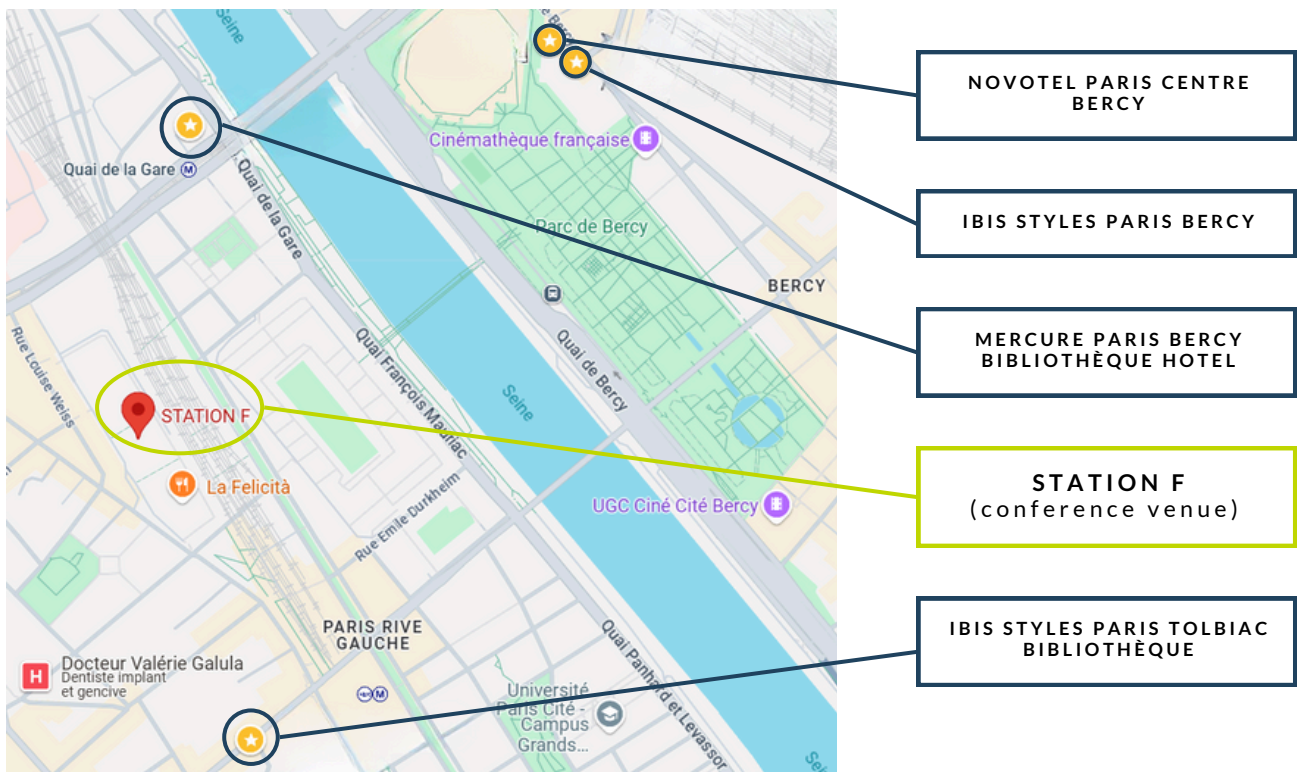 Seine
de Bercy
Cinémathèque française
Quai de la Gare M
Quai de la Gare
Parc de Bercy
BERCY
Rue Louise Weiss
Quai François Mauriac
Quai de Bercy
Seine
STATION F
La Felicità
UGC Ciné Cité Bercy
Rue Emile Durkheim
PARIS RIVE
GAUCHE
Quai Panhard et Levassor
H
Docteur Valérie Galula
Dentiste implant
et gencive
M
Université
Paris Cité -
Campus
Grands...
Seine
NOVOTEL PARIS CENTRE
BERCY
IBIS STYLES PARIS BERCY
MERCURE PARIS BERCY
BIBLIOTHÈQUE HOTEL
STATION F
(conference venue)
IBIS STYLES PARIS TOLBIAC
BIBLIOTHÈQUE